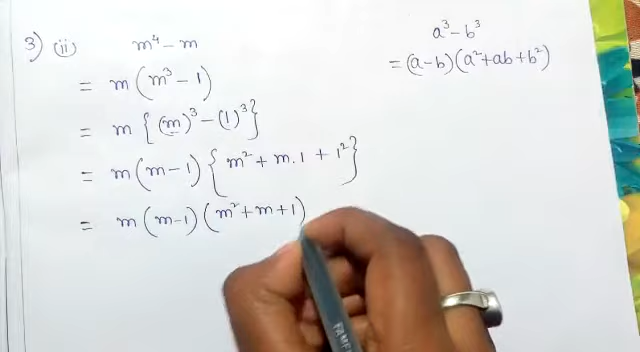 3) (ii) m⁴ - m
= m (m³ - 1)
= m { (m)³ - (1)³ }
= m (m - 1) { m² + m . 1 + 1² }
= m (m - 1) (m² + m + 1)
a³ - b³
= (a - b) (a² + ab + b²)